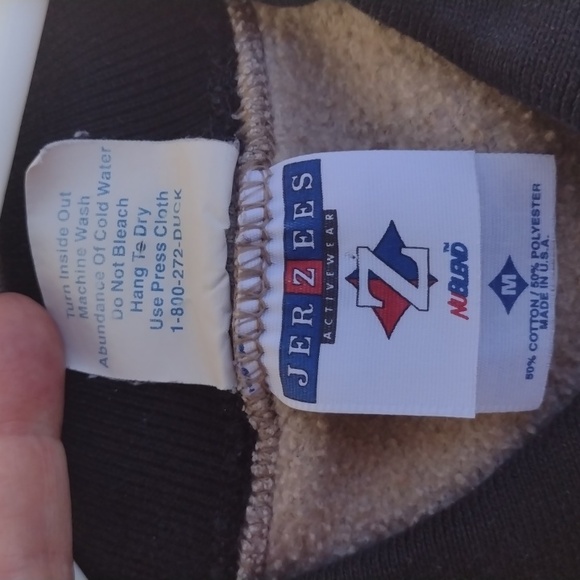 Turn Inside Out
Machine Wash
Abundance Of Cold Water
Do Not Bleach
Hang To Dry
Use Press Cloth
1-800-272-DUCK
JERZEES
ACTIVEWEAR
Z
NUBLEND™
M
50% COTTON/50% POLYESTER
MADE IN U.S.A.